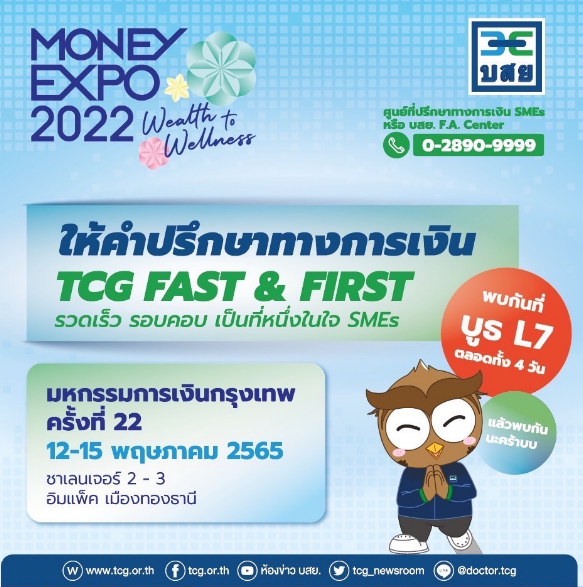 MONEY
EXPO
2022 Wealth to
Wellness
บสย
ศูนย์ที่ปรึกษาทางการเงิน SMEs
หรือ บสย. F.A. Center
0-2890-9999
ให้คำปรึกษาทางการเงิน
TCG FAST & FIRST
รวดเร็ว รอบคอบ เป็นที่หนึ่งในใจ SMEs
พบกันที่
บูธ L7
ตลอดทั้ง 4 วัน
มหกรรมการเงินกรุงเทพ
ครั้งที่ 22
12-15 พฤษภาคม 2565
ชาเลนเจอร์ 2 - 3
อิมแพ็ค เมืองทองธานี
แล้วพบกัน
นะคร้าบบ
www.tcg.or.th tcg.or.th ห้องข่าว บสย. tcg_newsroom @doctor.tcg